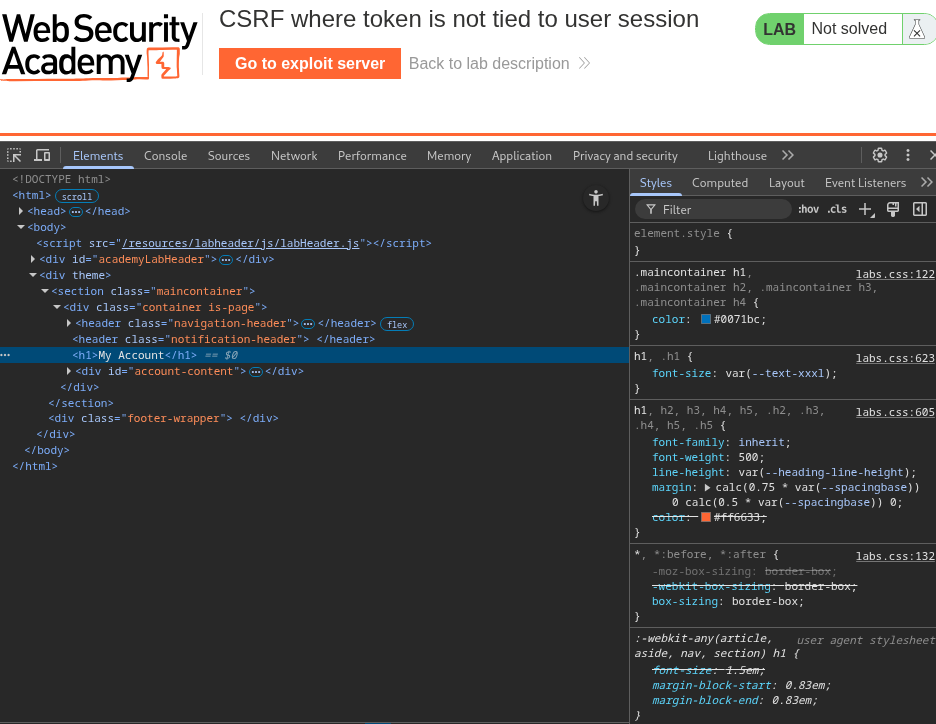 Web Security
Academy
CSRF where token is not tied to user session
Go to exploit server
Back to lab description
LAB Not solved
Elements Console Sources Network Performance Memory Application Privacy and security Lighthouse
<!DOCTYPE html>
<html> scroll
<head> … </head>
<body>
<script src="/resources/labheader/js/labHeader.js"></script>
<div id="academyLabHeader"> … </div>
<div theme>
<section class="maincontainer">
<div class="container is-page">
<header class="navigation-header"> … </header> flex
<header class="notification-header"> </header>
… <h1>My Account</h1> == $0
<div id="account-content"> … </div>
</div>
</section>
<div class="footer-wrapper"> </div>
</div>
</body>
</html>
Styles Computed Layout Event Listeners
Filter :hov .cls
element.style {
}
.maincontainer h1, labs.css:122
.maincontainer h2, .maincontainer h3,
.maincontainer h4 {
color: #0071bc;
}
h1, .h1 { labs.css:623
font-size: var(--text-xxxl);
}
h1, h2, h3, h4, h5, .h2, .h3, labs.css:605
.h4, h5, .h5 {
font-family: inherit;
font-weight: 500;
line-height: var(--heading-line-height);
margin: calc(0.75 * var(--spacingbase))
0 calc(0.5 * var(--spacingbase)) 0;
color: #ff6633;
}
*, *:before, *:after { labs.css:132
-moz-box-sizing: border-box;
-webkit-box-sizing: border-box;
box-sizing: border-box;
}
:-webkit-any(article, user agent stylesheet
aside, nav, section) h1 {
font-size: 1.5em;
margin-block-start: 0.83em;
margin-block-end: 0.83em;
}